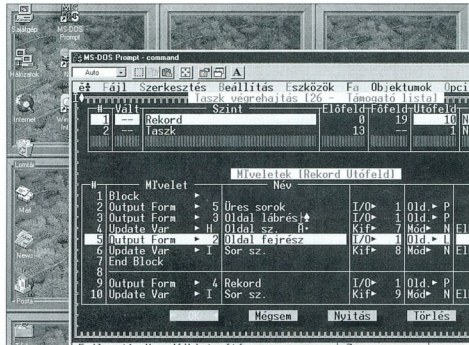 Sajátgép
MS-DOS Prompt
Hálózatok
Internet
Lomtár
Mail
News
Posta
MS-DOS Prompt - command
Auto
Fájl Szerkesztés Beállítás Eszközök Fa Objektumok Opci
Taszk végrehajtás [26 - Támogató lista]
# Vált Szint Előfeld Főfeld Utófeld
1 -- Rekord 0 19 10 N
2 -- Taszk 13 -- 1 N
Műveletek [Rekord Utófeld]
# Művelet Név
1 Block
2 Output Form 5 Üres sorok I/O 1 Old. P
3 Output Form 3 Oldal lábrés I/O 1 Old. P
4 Update Var H Oldal sz. Kif 7 Mód N El
5 Output Form 2 Oldal fejrész I/O 1 Old. L
6 Update Var I Sor sz. Kif 8 Mód N El
7 End Block
8
9 Output Form 4 Rekord I/O 1 Old. P
10 Update Var I Sor sz. Kif 9 Mód N El
OK Mégsem Nyitás Törlés